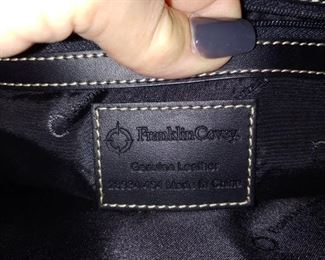 FranklinCovey.
Genuine Leather
Made in China